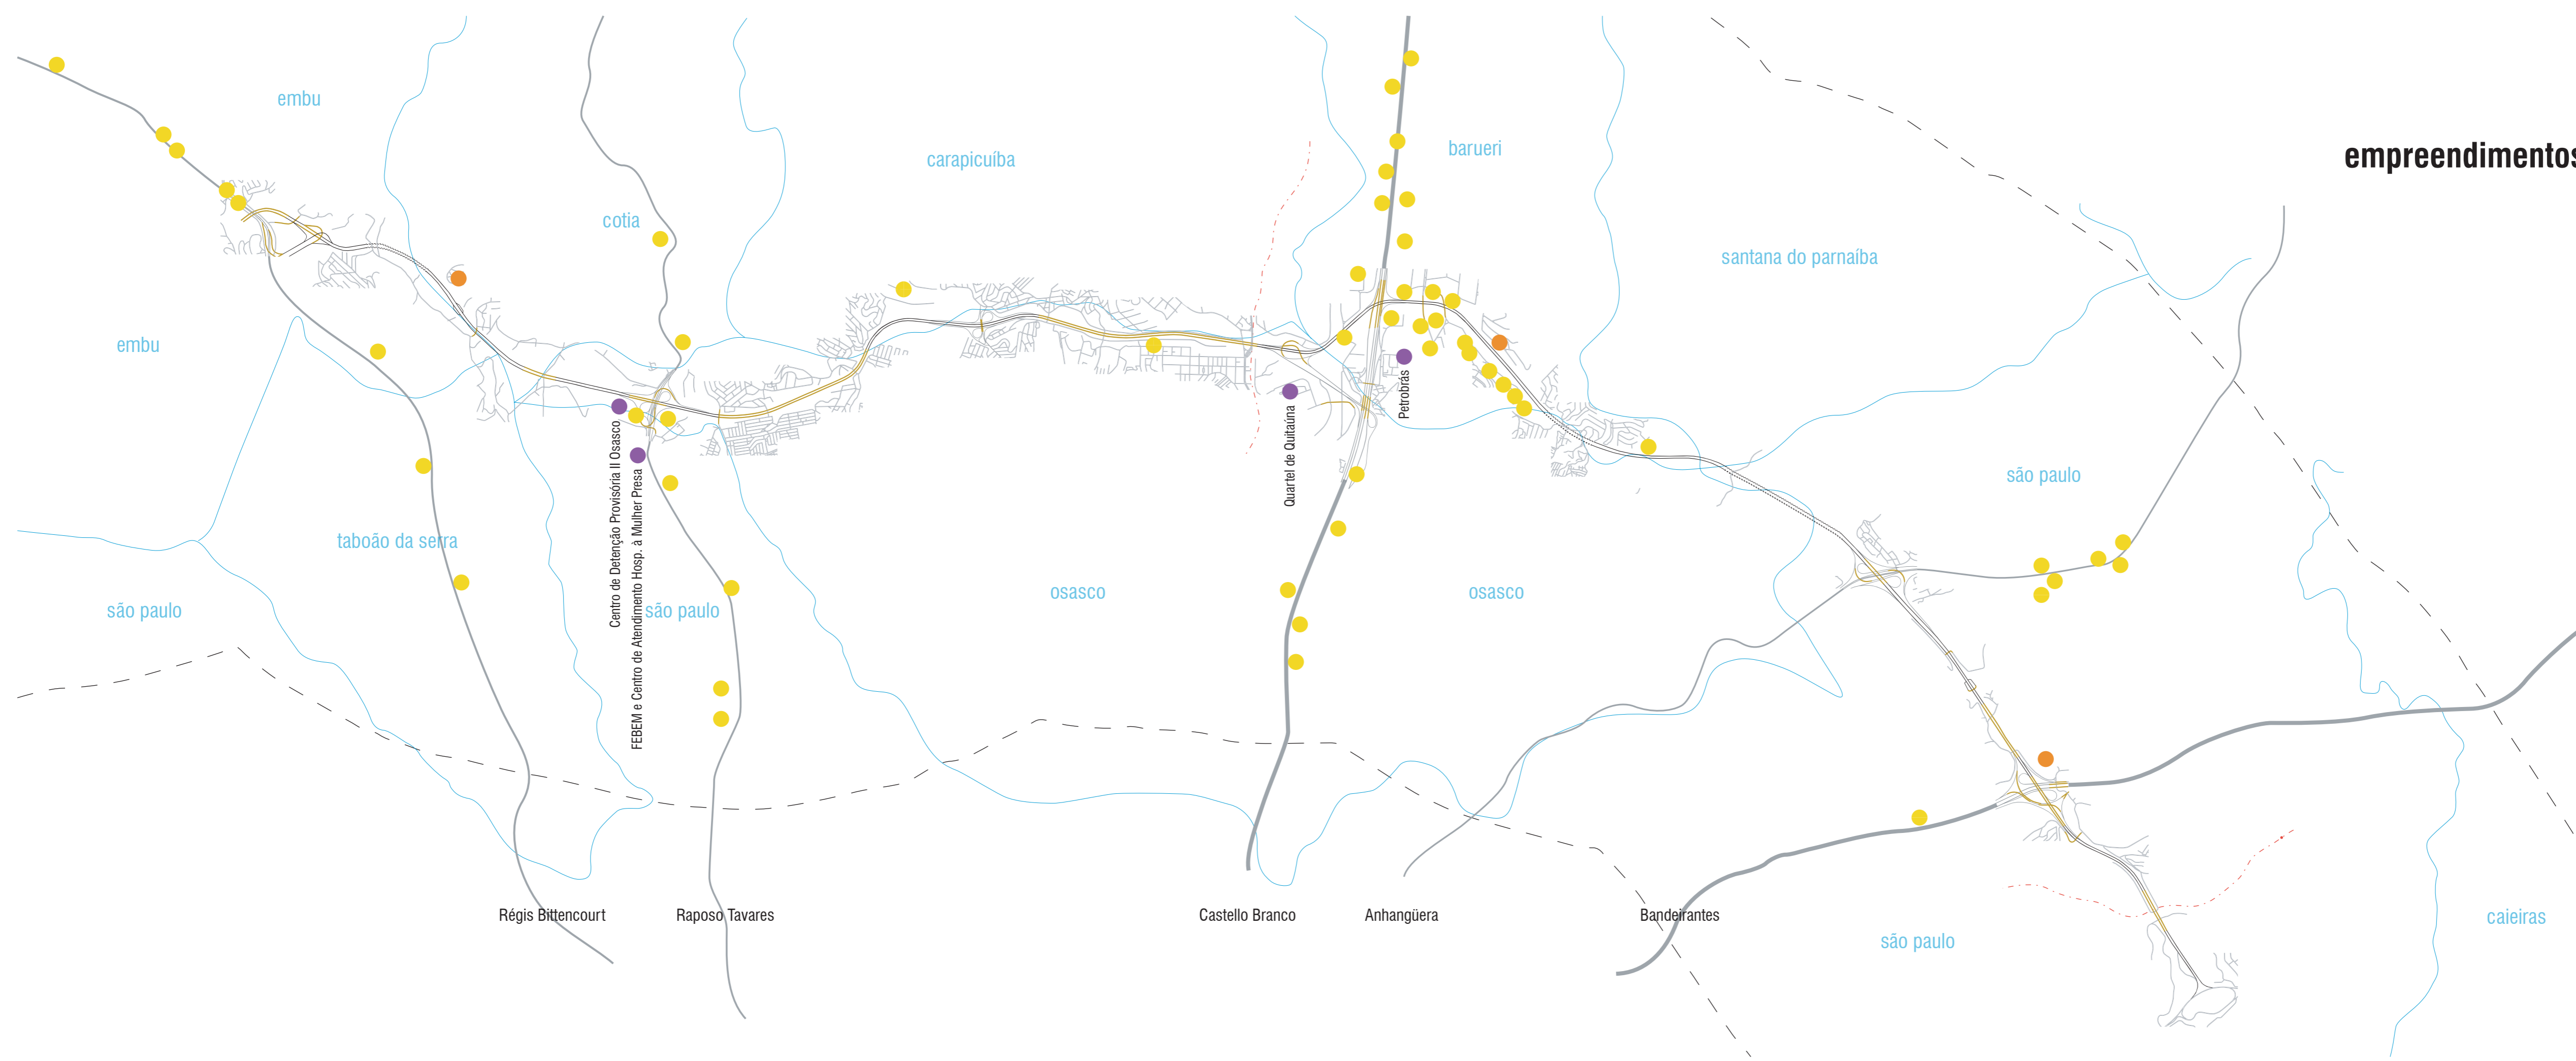 embu
carapicuíba
barueri
empreendimentos
cotia
santana do parnaíba
embu
Petrobrás
Quartel de Quitaúna
Centro de Detenção Provisória II Osasco
FEBEM e Centro de Atendimento Hosp. à Mulher Presa
são paulo
taboão da serra
são paulo
são paulo
osasco
osasco
Régis Bittencourt
Raposo Tavares
Castello Branco
Anhangüera
Bandeirantes
caieiras
são paulo